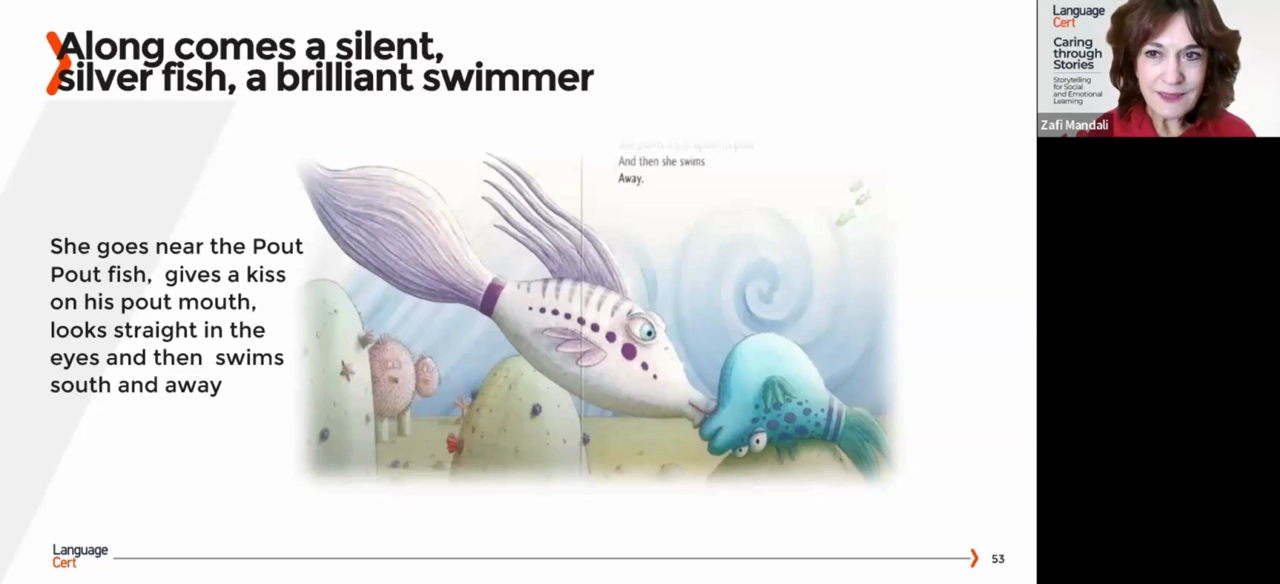 Along comes a silent,
silver fish, a brilliant swimmer
And then she swims
Away.
She goes near the Pout
Pout fish,  gives a kiss
on his pout mouth,
looks straight in the
eyes and then  swims
south and away
Language
Cert
53
Language
Cert
Caring
through
Stories
Storytelling
for Social
and Emotional
Learning
Zafi Mandali